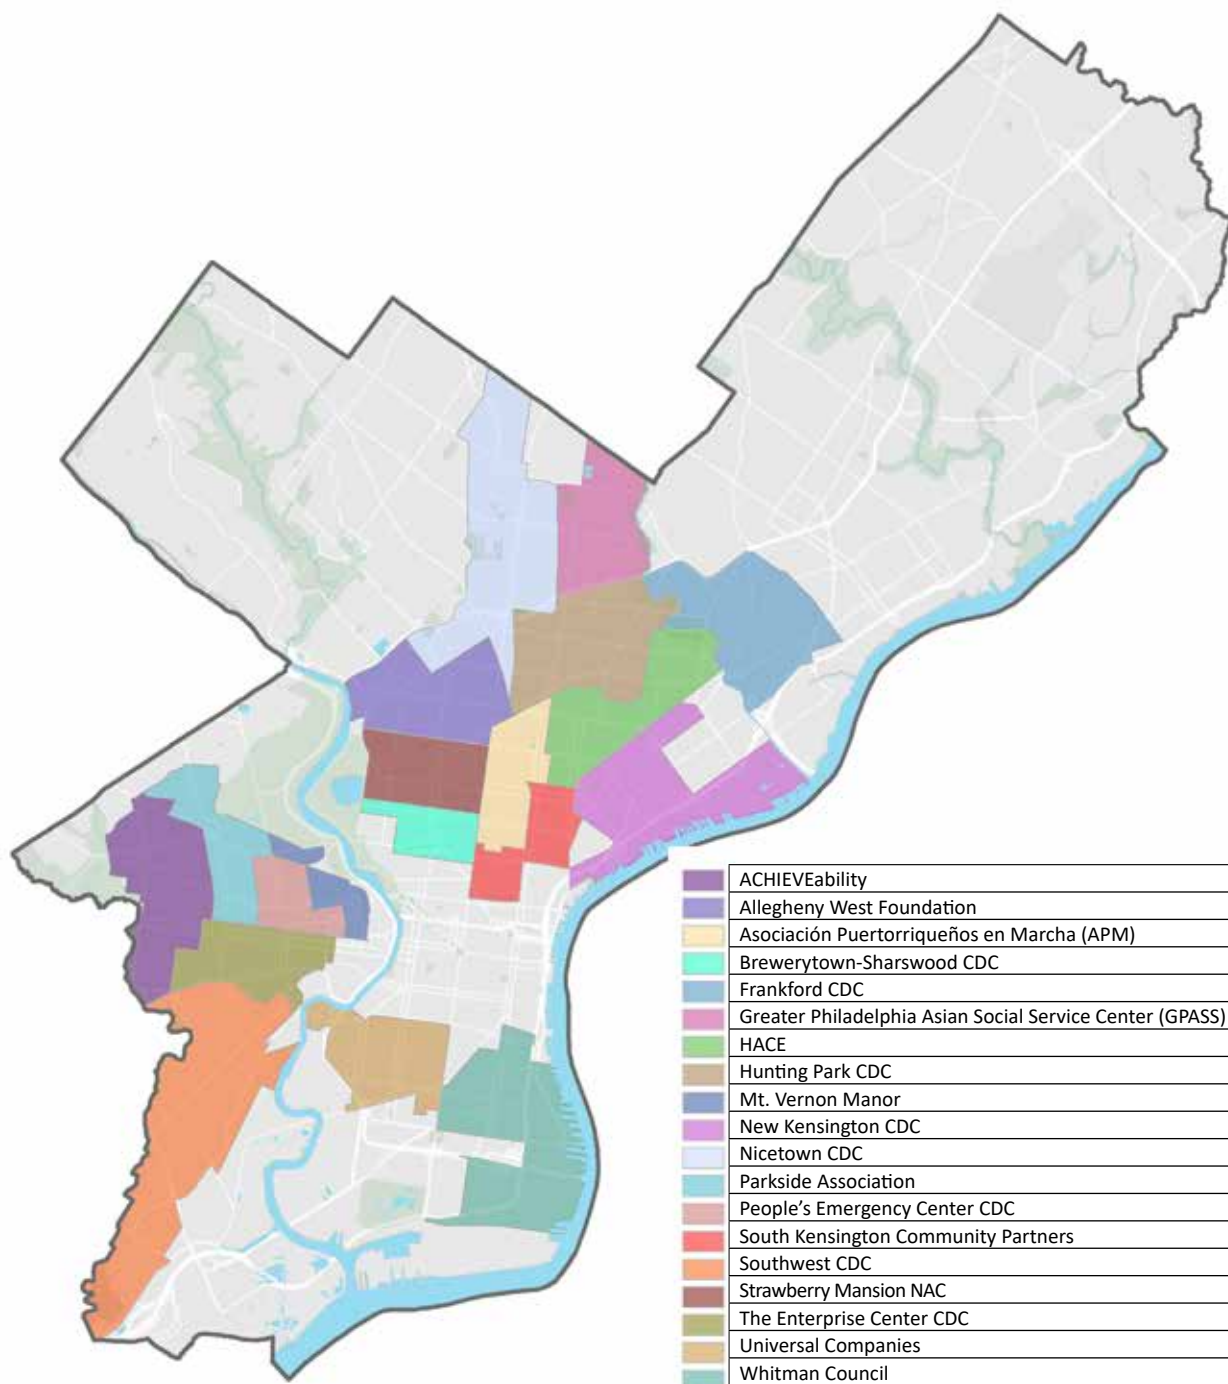 ACHIEVEability
Allegheny West Foundation
Asociación Puertorriqueños en Marcha (APM)
Brewerytown-Sharswood CDC
Frankford CDC
Greater Philadelphia Asian Social Service Center (GPASS)
HACE
Hunting Park CDC
Mt. Vernon Manor
New Kensington CDC
Nicetown CDC
Parkside Association
People's Emergency Center CDC
South Kensington Community Partners
Southwest CDC
Strawberry Mansion NAC
The Enterprise Center CDC
Universal Companies
Whitman Council